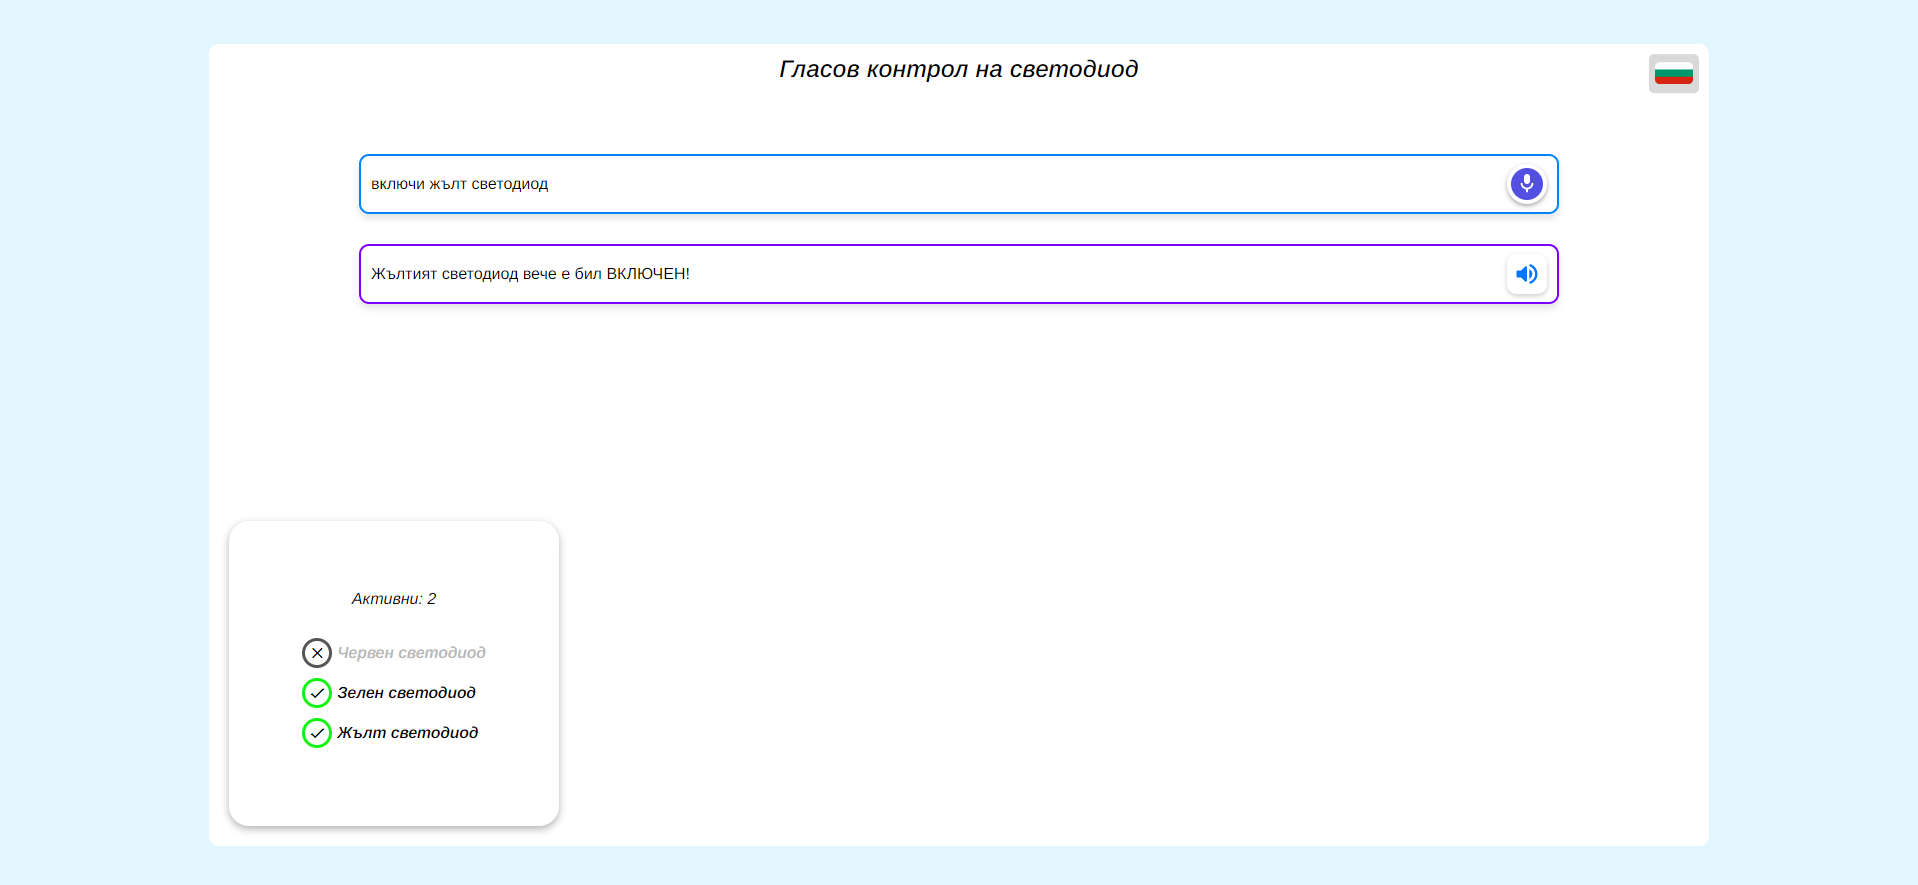 Гласов контрол на светодиод
включи жълт светодиод
Жълтият светодиод вече е бил ВКЛЮЧЕН!
Активни: 2
Червен светодиод
Зелен светодиод
Жълт светодиод